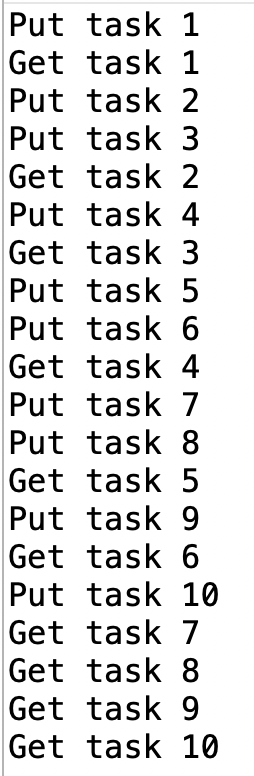 Put task 1
Get task 1
Put task 2
Put task 3
Get task 2
Put task 4
Get task 3
Put task 5
Put task 6
Get task 4
Put task 7
Put task 8
Get task 5
Put task 9
Get task 6
Put task 10
Get task 7
Get task 8
Get task 9
Get task 10